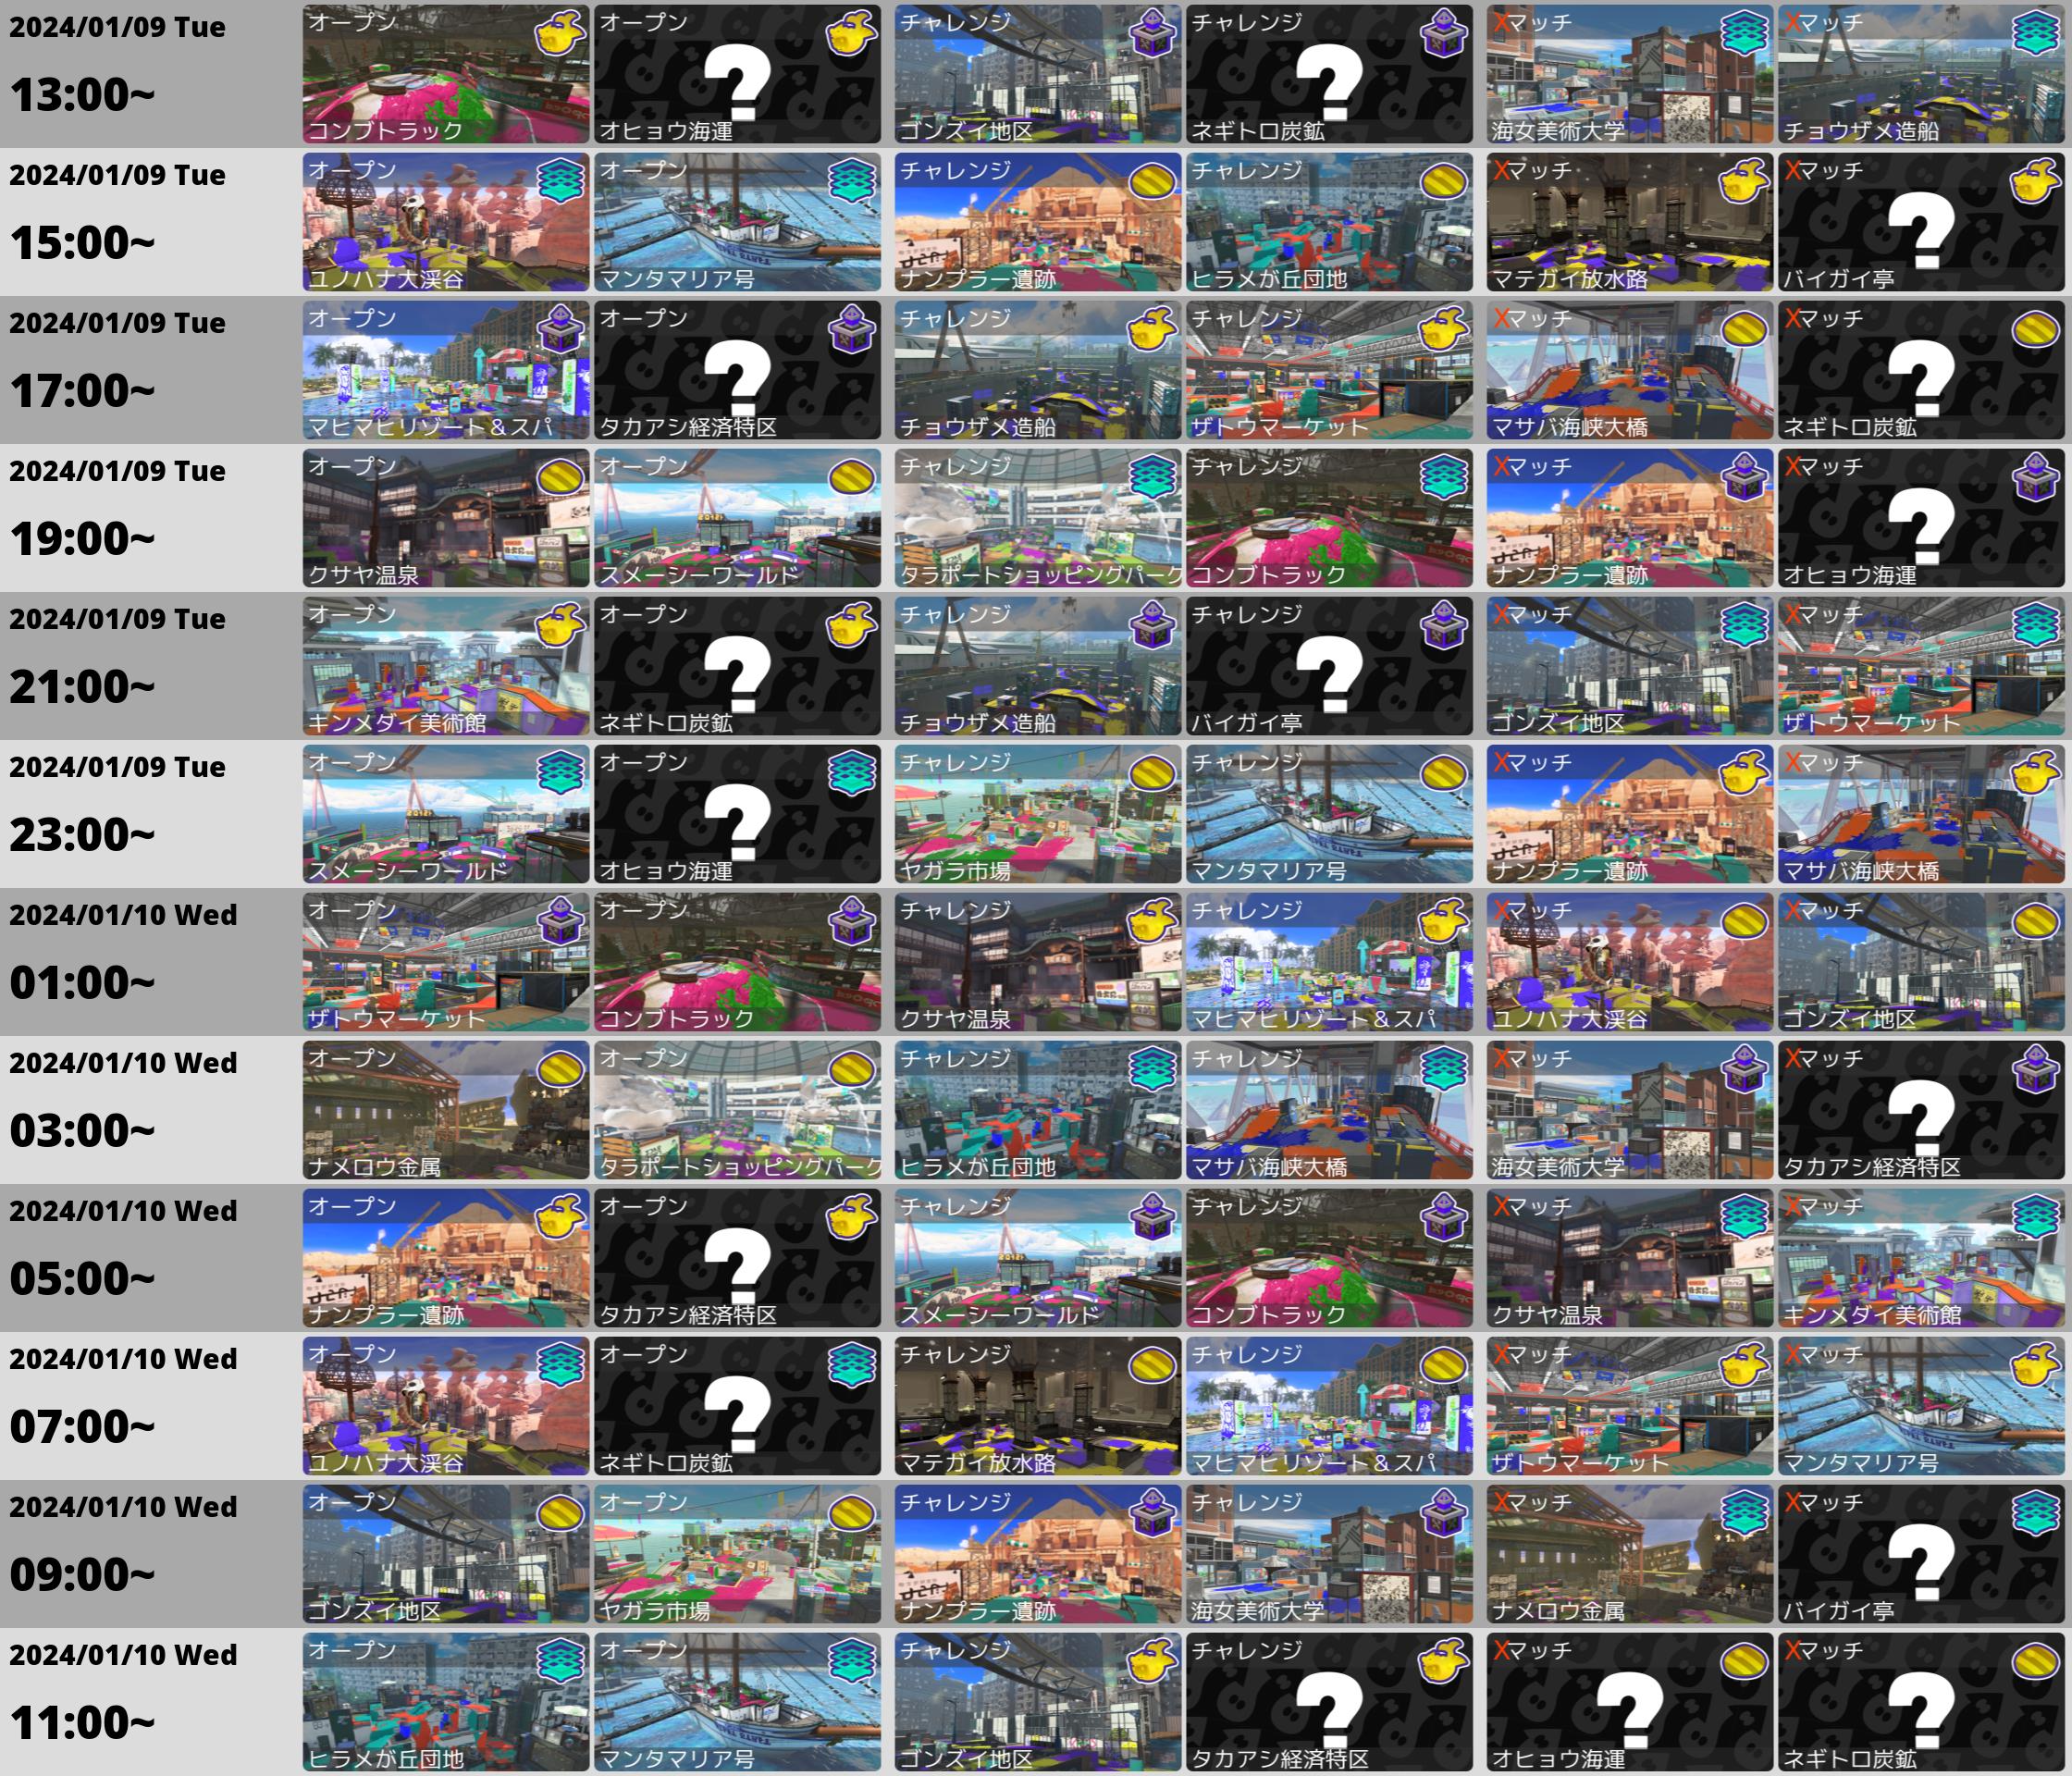 2024/01/09 Tue
13:00~
オープン
コンブトラック
オープン
オヒョウ海運
チャレンジ
ゴンズイ地区
チャレンジ
ネギトロ炭鉱
Xマッチ
海女美術大学
Xマッチ
チョウザメ造船
2024/01/09 Tue
15:00~
オープン
ユノハナ大渓谷
オープン
マンタマリア号
チャレンジ
ナンプラー遺跡
チャレンジ
ヒラメが丘団地
Xマッチ
マテガイ放水路
Xマッチ
バイガイ亭
2024/01/09 Tue
17:00~
オープン
マヒマヒリゾート＆スパ
オープン
タカアシ経済特区
チャレンジ
チョウザメ造船
チャレンジ
ザトウマーケット
Xマッチ
マサバ海峡大橋
Xマッチ
ネギトロ炭鉱
2024/01/09 Tue
19:00~
オープン
クサヤ温泉
オープン
スメーシーワールド
チャレンジ
タラポートショッピングパーク
チャレンジ
コンブトラック
Xマッチ
ナンプラー遺跡
Xマッチ
オヒョウ海運
2024/01/09 Tue
21:00~
オープン
キンメダイ美術館
オープン
ネギトロ炭鉱
チャレンジ
チョウザメ造船
チャレンジ
バイガイ亭
Xマッチ
ゴンズイ地区
Xマッチ
ザトウマーケット
2024/01/09 Tue
23:00~
オープン
スメーシーワールド
オープン
オヒョウ海運
チャレンジ
ヤガラ市場
チャレンジ
マンタマリア号
Xマッチ
ナンプラー遺跡
Xマッチ
マサバ海峡大橋
2024/01/10 Wed
01:00~
オープン
ザトウマーケット
オープン
コンブトラック
チャレンジ
クサヤ温泉
チャレンジ
マヒマヒリゾート＆スパ
Xマッチ
ユノハナ大渓谷
Xマッチ
ゴンズイ地区
2024/01/10 Wed
03:00~
オープン
ナメロウ金属
オープン
タラポートショッピングパーク
チャレンジ
ヒラメが丘団地
チャレンジ
マサバ海峡大橋
Xマッチ
海女美術大学
Xマッチ
タカアシ経済特区
2024/01/10 Wed
05:00~
オープン
ナンプラー遺跡
オープン
タカアシ経済特区
チャレンジ
スメーシーワールド
チャレンジ
コンブトラック
Xマッチ
クサヤ温泉
Xマッチ
キンメダイ美術館
2024/01/10 Wed
07:00~
オープン
ユノハナ大渓谷
オープン
ネギトロ炭鉱
チャレンジ
マテガイ放水路
チャレンジ
マヒマヒリゾート＆スパ
Xマッチ
ザトウマーケット
Xマッチ
マンタマリア号
2024/01/10 Wed
09:00~
オープン
ゴンズイ地区
オープン
ヤガラ市場
チャレンジ
ナンプラー遺跡
チャレンジ
海女美術大学
Xマッチ
ナメロウ金属
Xマッチ
バイガイ亭
2024/01/10 Wed
11:00~
オープン
ヒラメが丘団地
オープン
マンタマリア号
チャレンジ
ゴンズイ地区
チャレンジ
タカアシ経済特区
Xマッチ
オヒョウ海運
Xマッチ
ネギトロ炭鉱